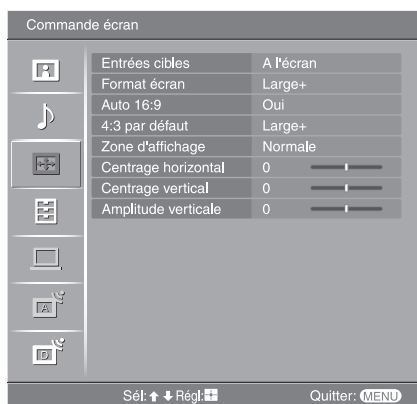 Commande écran
Entrées cibles A l'écran
Format écran Large+
Auto 16:9 Oui
4:3 par défaut Large+
Zone d'affichage Normale
Centrage horizontal 0
Centrage vertical 0
Amplitude verticale 0
A
D
Sél: Régl: Quitter: MENU